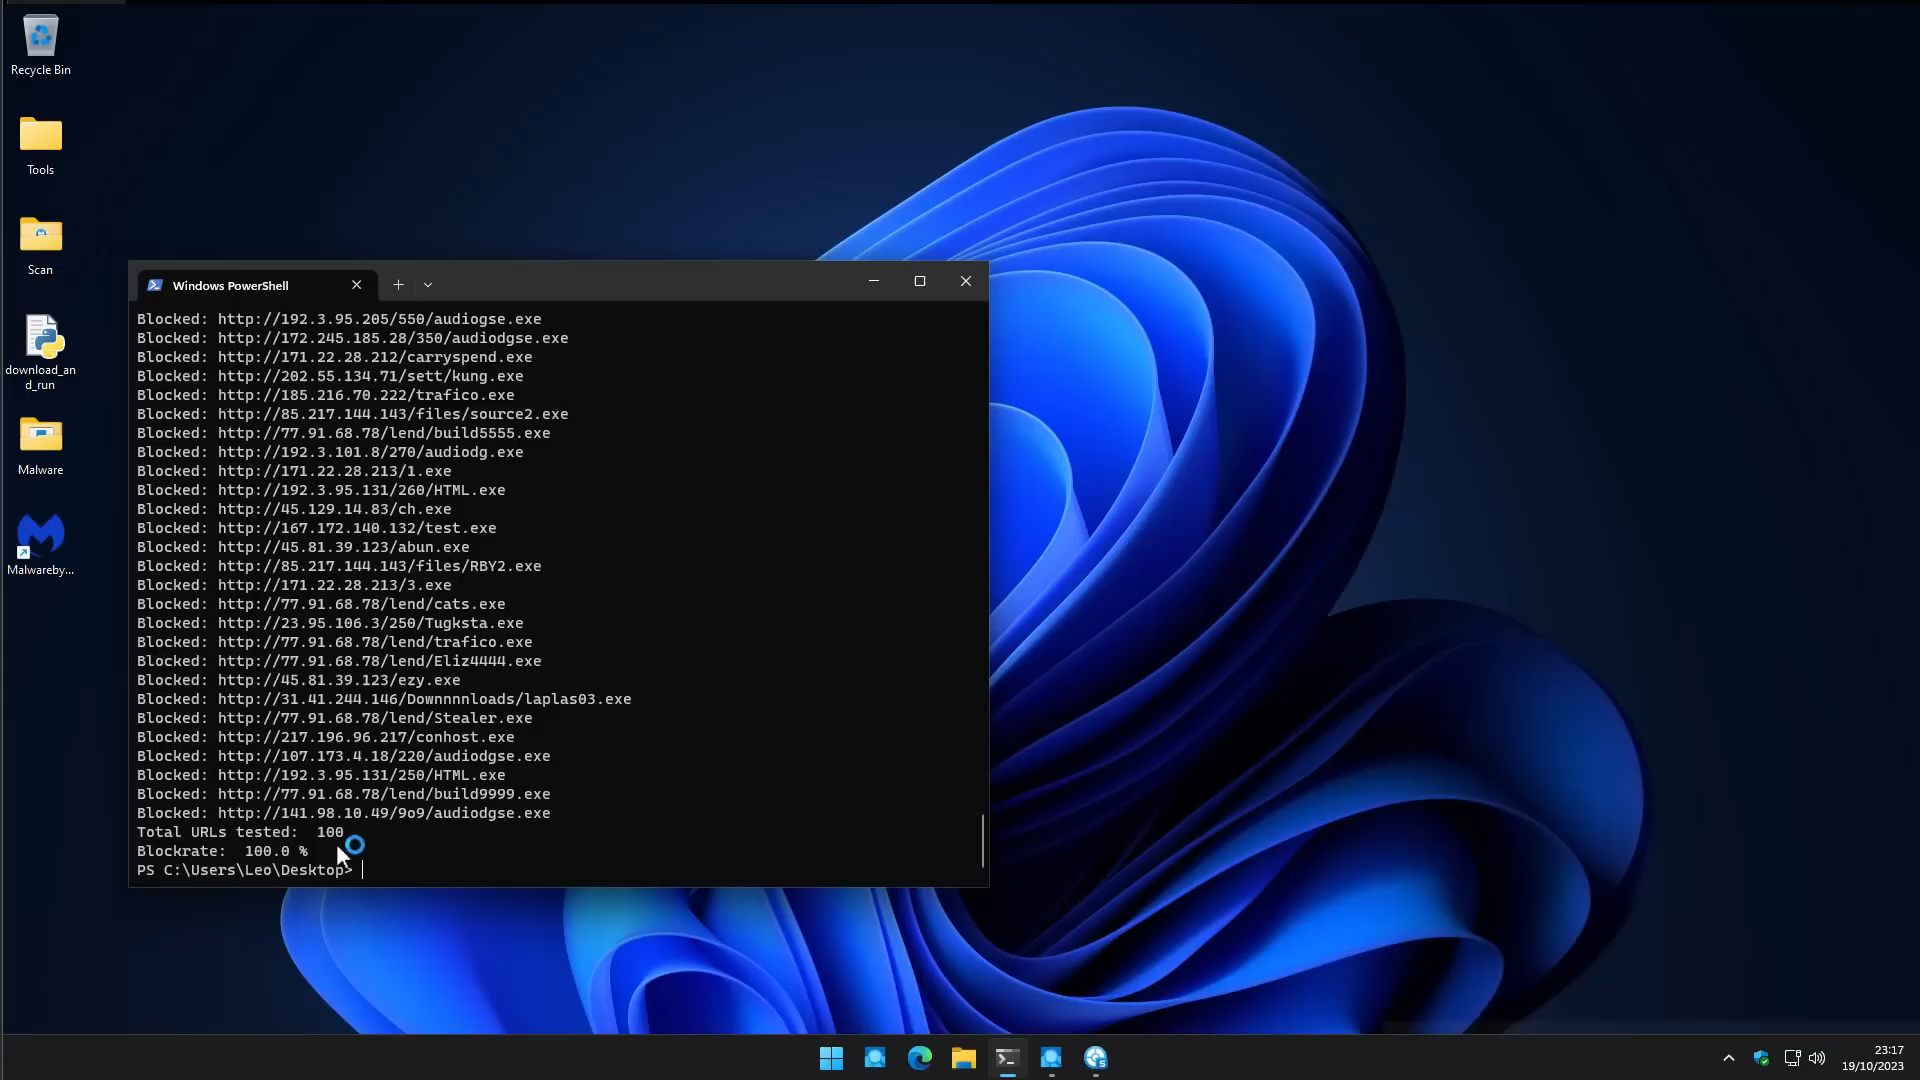 Recycle Bin
Tools
Scan
download_an
d_run
Malware
Malwareby...
Windows PowerShell
Blocked: http://192.3.95.205/550/audiogse.exe
Blocked: http://172.245.185.28/350/audiodgse.exe
Blocked: http://171.22.28.212/carryspend.exe
Blocked: http://202.55.134.71/sett/kung.exe
Blocked: http://185.216.70.222/trafico.exe
Blocked: http://85.217.144.143/files/source2.exe
Blocked: http://77.91.68.78/lend/build5555.exe
Blocked: http://192.3.101.8/270/audiodg.exe
Blocked: http://171.22.28.213/1.exe
Blocked: http://192.3.95.131/260/HTML.exe
Blocked: http://45.129.14.83/ch.exe
Blocked: http://167.172.140.132/test.exe
Blocked: http://45.81.39.123/abun.exe
Blocked: http://85.217.144.143/files/RBY2.exe
Blocked: http://171.22.28.213/3.exe
Blocked: http://77.91.68.78/lend/cats.exe
Blocked: http://23.95.106.3/250/Tugksta.exe
Blocked: http://77.91.68.78/lend/trafico.exe
Blocked: http://77.91.68.78/lend/Eliz4444.exe
Blocked: http://45.81.39.123/ezy.exe
Blocked: http://31.41.244.146/Downnnnloads/laplas03.exe
Blocked: http://77.91.68.78/lend/Stealer.exe
Blocked: http://217.196.96.217/conhost.exe
Blocked: http://107.173.4.18/220/audiodgse.exe
Blocked: http://192.3.95.131/250/HTML.exe
Blocked: http://77.91.68.78/lend/build9999.exe
Blocked: http://141.98.10.49/9o9/audiodgse.exe
Total URLs tested:  100
Blockrate:  100.0 %
PS C:\Users\Leo\Desktop>
23:17
19/10/2023